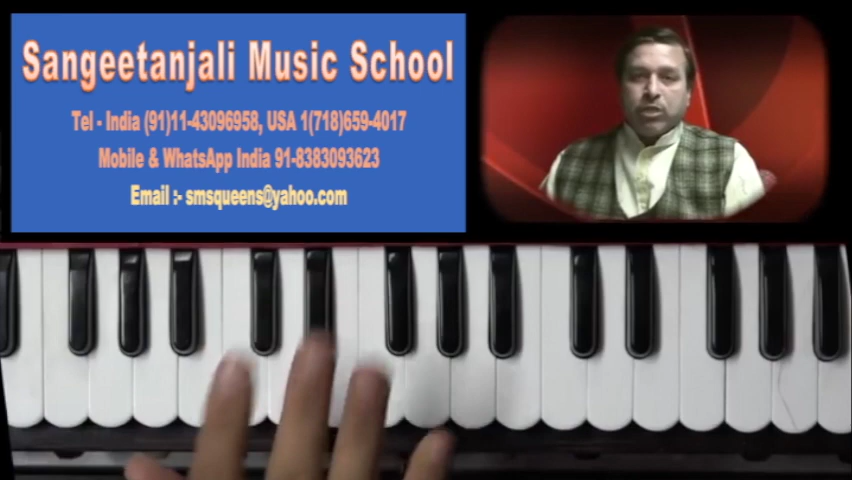 Sangeetanjali Music School
Tel - India (91)11-43096958, USA 1(718)659-4017
Mobile & WhatsApp India 91-8383093623
Email :- smsqueens@yahoo.com